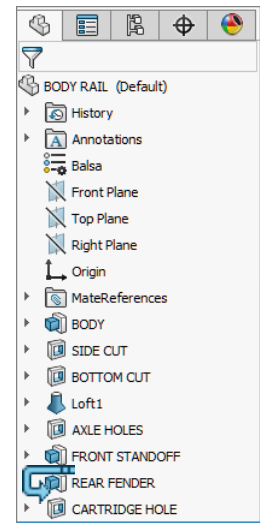 BODY RAIL (Default)
History
Annotations
Balsa
Front Plane
Top Plane
Right Plane
Origin
MateReferences
BODY
SIDE CUT
BOTTOM CUT
Loft1
AXLE HOLES
FRONT STANDOFF
REAR FENDER
CARTRIDGE HOLE